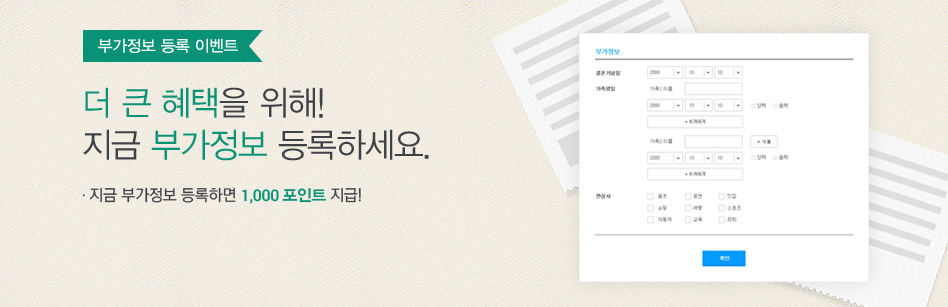 부가정보 등록 이벤트
더 큰 혜택을 위해!
지금 부가정보 등록하세요.
· 지금 부가정보 등록하면 1,000 포인트 지급!
부가정보
결혼기념일 2000 10 10
가족생일 가족1 이름
2000 10 10 양력 음력
+ 추가하기
가족2 이름
2000 10 10 양력 음력
+ 추가하기
관심사 골프 공연 맛집
쇼핑 여행 스포츠
자동차 교육 유학
확인